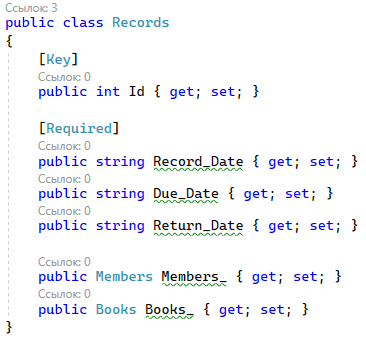 Ссылок: 3
public class Records
{
[Key]
Ссылок: 0
public int Id { get; set; }
[Required]
Ссылок: 0
public string Record_Date { get; set; }
Ссылок: 0
public string Due_Date { get; set; }
Ссылок: 0
public string Return_Date { get; set; }
Ссылок: 0
public Members Members_ { get; set; }
Ссылок: 0
public Books Books_ { get; set; }
}